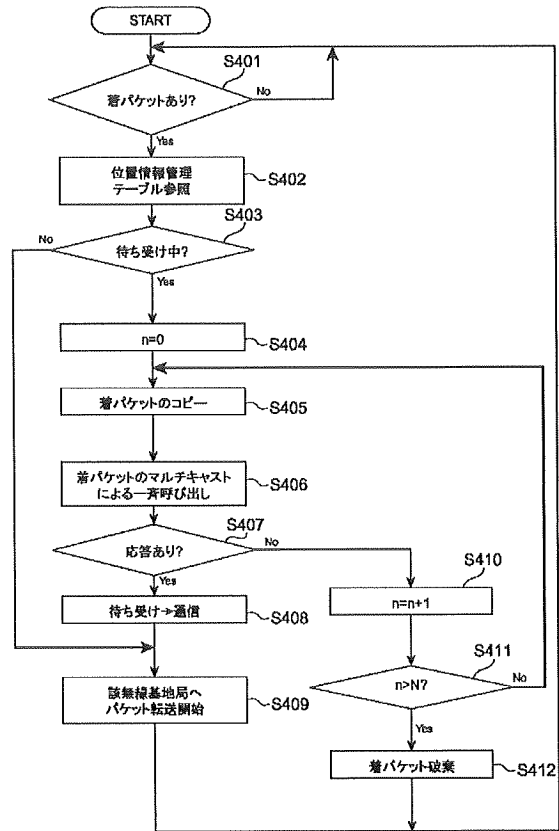 START
S401
着パケットあり?
No
Yes
位置情報管理
テーブル参照
S402
S403
No
待ち受け中?
Yes
n=0
S404
着パケットのコピー
S405
着パケットのマルチキャスト
による一斉呼び出し
S406
S407
応答あり?
No
Yes
S410
n=n+1
待ち受け→通信
S408
S411
n>N?
No
該無線基地局へ
パケット転送開始
S409
Yes
着パケット破棄
S412